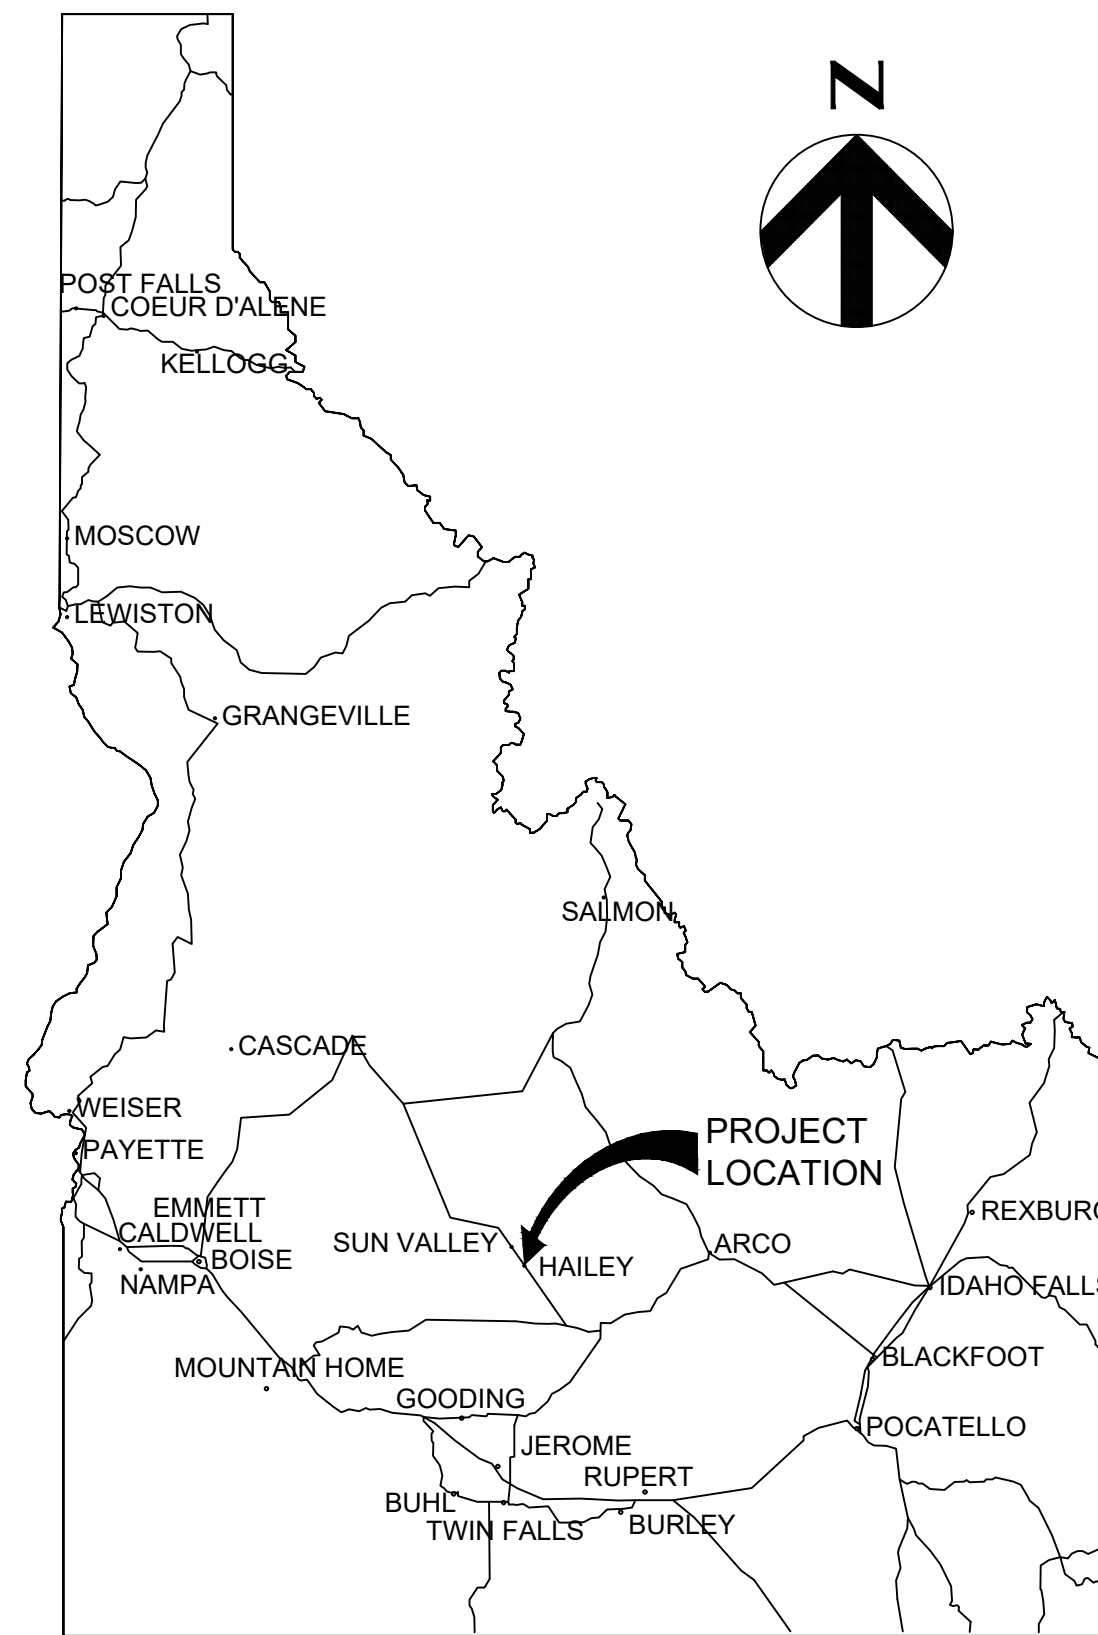 N
POST FALLS
COEUR D'ALENE
KELLOGG
MOSCOW
LEWISTON
GRANGEVILLE
SALMON
CASCADE
WEISER
PROJECT
LOCATION
PAYETTE
EMMETT
REXBURG
CALDWELL
SUN VALLEY
ARCO
BOISE
HAILEY
NAMPA
IDAHO FALLS
BLACKFOOT
MOUNTAIN HOME
GOODING
POCATELLO
JEROME
RUPERT
BUHL
TWIN FALLS
BURLEY